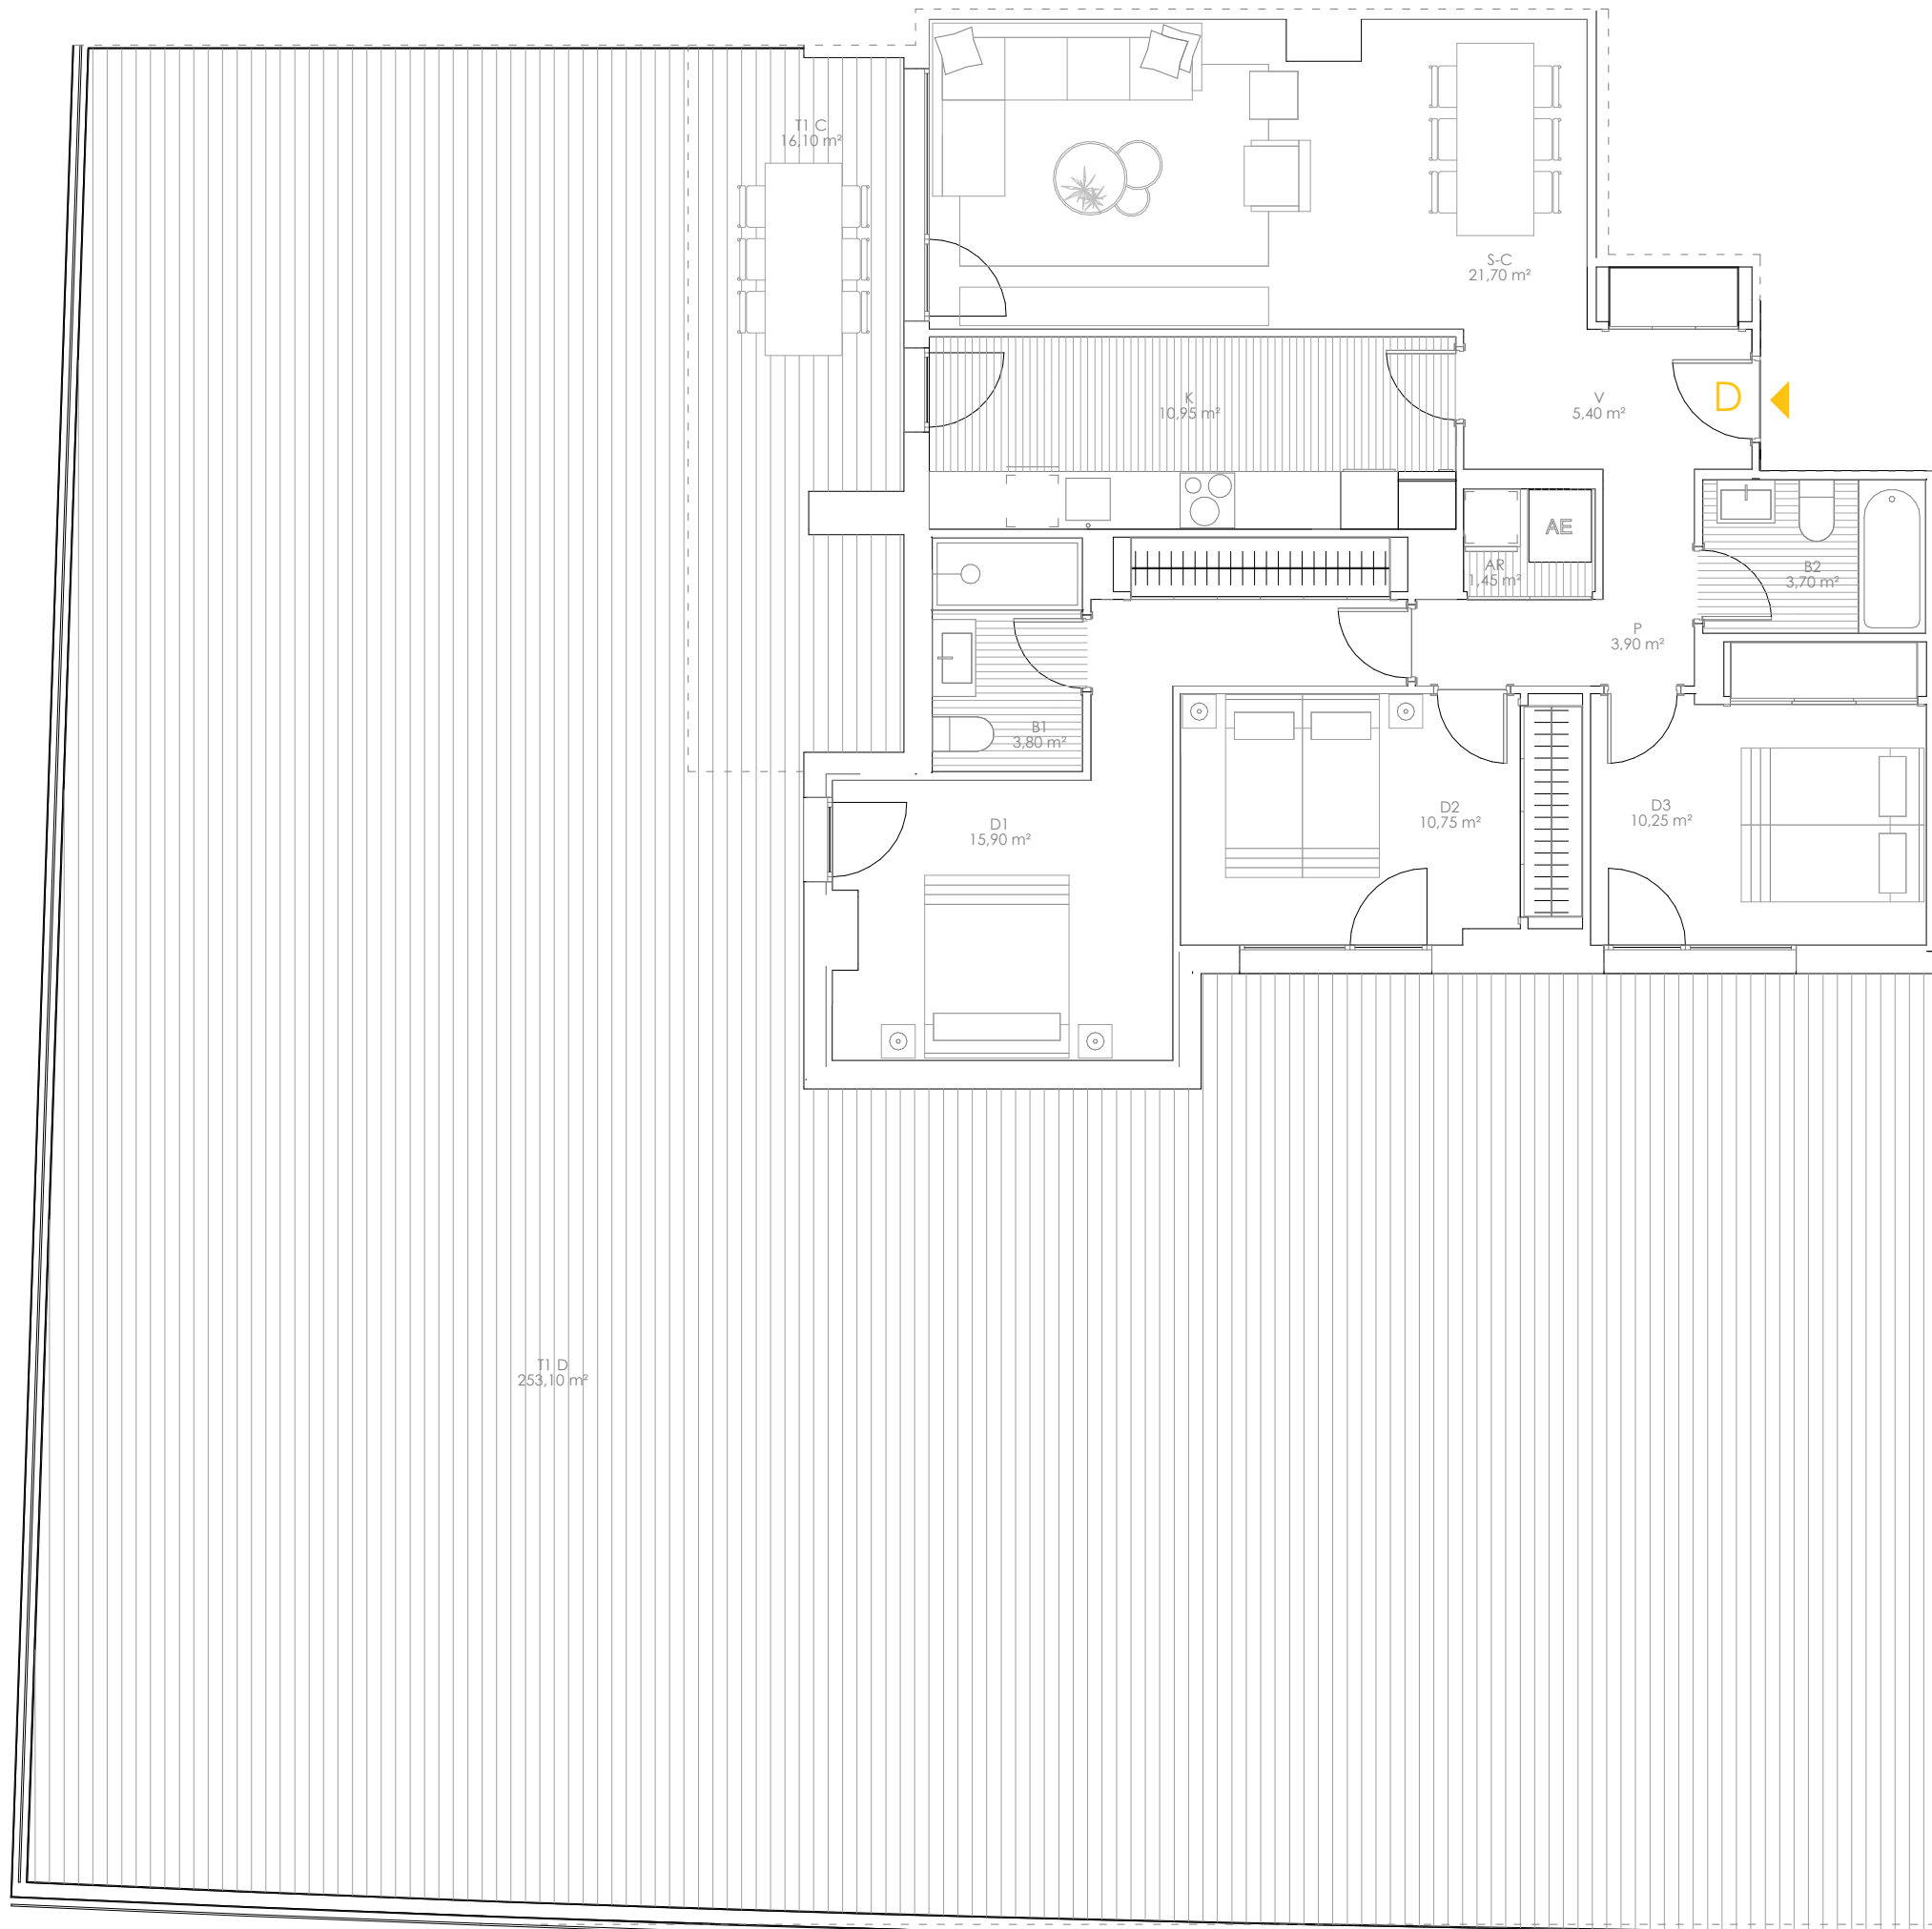 T1 C
16,10 m²
S-C
21,70 m²
K
10,95 m²
V
5,40 m²
D
AE
AR
1,45 m²
B2
3,70 m²
P
3,90 m²
B1
3,80 m²
D1
15,90 m²
D2
10,75 m²
D3
10,25 m²
T1 D
253,10 m²